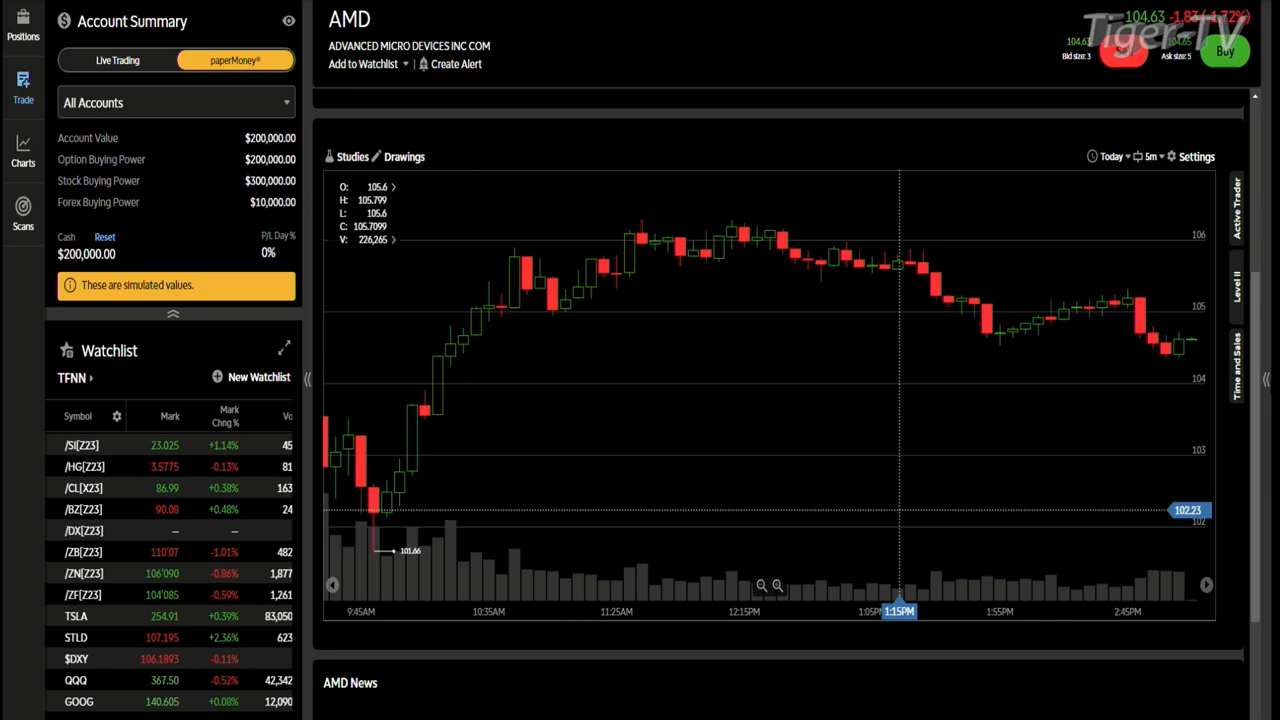 Positions
Trade
Charts
Scans
Account Summary
Live Trading
paperMoney®
All Accounts
Account Value $200,000.00
Option Buying Power $200,000.00
Stock Buying Power $300,000.00
Forex Buying Power $10,000.00
Cash Reset P/L Day %
$200,000.00 0%
These are simulated values.
Watchlist
TFNN New Watchlist
Symbol Mark Mark Chng % Vo
/SI[Z23] 23.025 +1.14% 45
/HG[Z23] 3.5775 -0.13% 81
/CL[X23] 86.99 +0.38% 163
/BZ[Z23] 90.08 +0.48% 24
/DX[Z23] — —
/ZB[Z23] 110'07 -1.01% 482
/ZN[Z23] 106'090 -0.86% 1,877
/ZF[Z23] 104'085 -0.59% 1,261
TSLA 254.91 +0.39% 83,050
STLD 107.195 +2.36% 623
$DXY 106.1893 -0.11%
QQQ 367.50 -0.52% 42,342
GOOG 140.605 +0.08% 12,090
AMD
ADVANCED MICRO DEVICES INC COM
Add to Watchlist | Create Alert
104.63 -1.83 (-1.72%)
Tiger-TV
104.63
Bid size: 3
Ask size: 5
Buy
Studies Drawings
Today 5m Settings
O: 105.6
H: 105.799
L: 105.6
C: 105.7099
V: 226,265
106
105
104
103
102.23
102
101.66
9:45AM 10:35AM 11:25AM 12:15PM 1:15PM 1:55PM 2:45PM
Active Trader
Level II
Time and Sales
AMD News